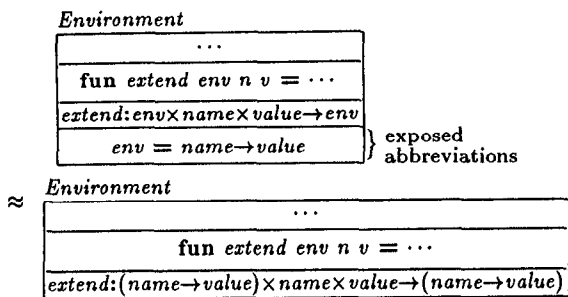 Environment
...
fun extend env n v = ...
extend:env×name×value→env
env = name→value
} exposed
abbreviations
≈
Environment
...
fun extend env n v = ...
extend:(name→value)×name×value→(name→value)